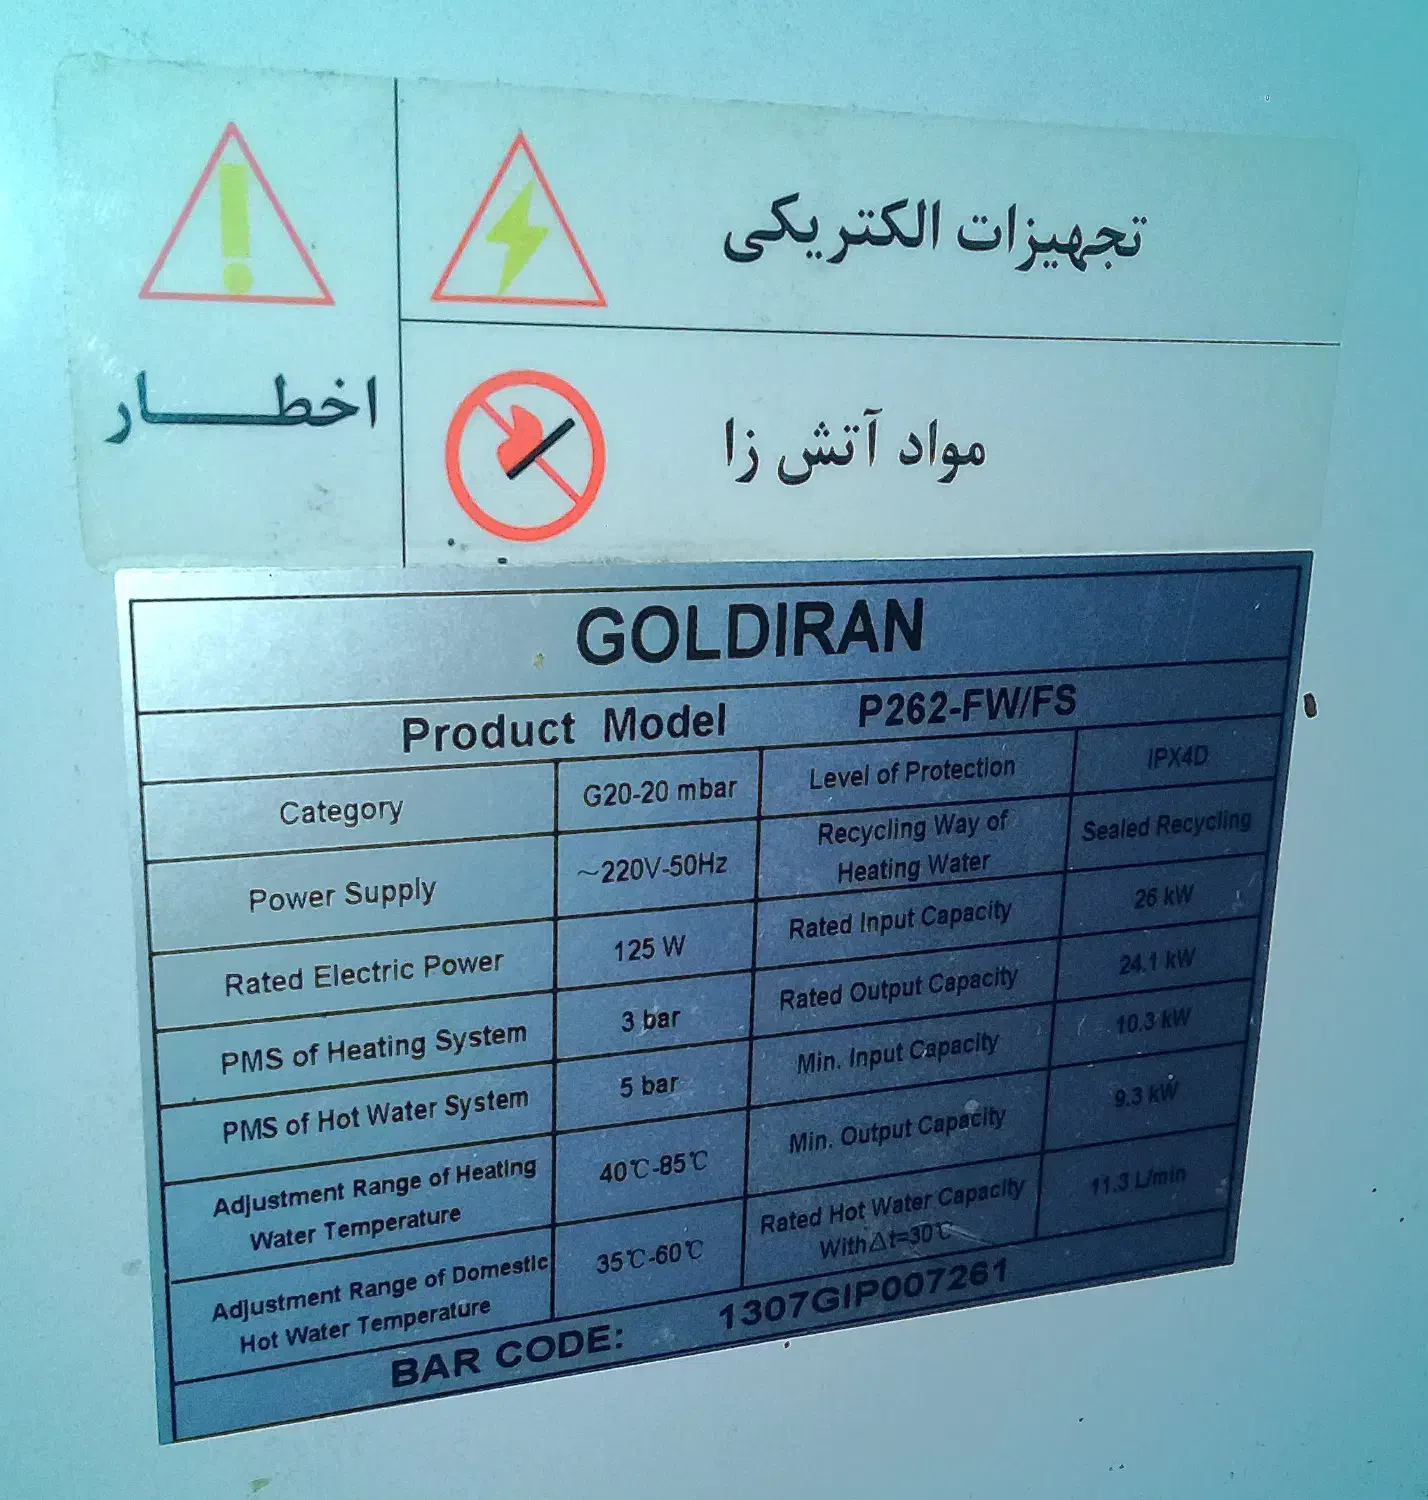 اخطار
تجهیزات الکتریکی
مواد آتش زا
GOLDIRAN
Product Model P262-FW/FS
Category G20-20 mbar Level of Protection IPX4D
Power Supply ~220V-50Hz Recycling Way of
Heating Water Sealed Recycling
Rated Electric Power 125 W Rated Input Capacity 26 kW
PMS of Heating System 3 bar Rated Output Capacity 24.1 kW
PMS of Hot Water System 5 bar Min. Input Capacity 10.3 kW
Adjustment Range of Heating
Water Temperature 40℃-85℃ Min. Output Capacity 9.3 kW
Adjustment Range of Domestic
Hot Water Temperature 35℃-60℃ Rated Hot Water Capacity
With△t=30℃ 11.3 L/min
BAR CODE: 1307GIP007261